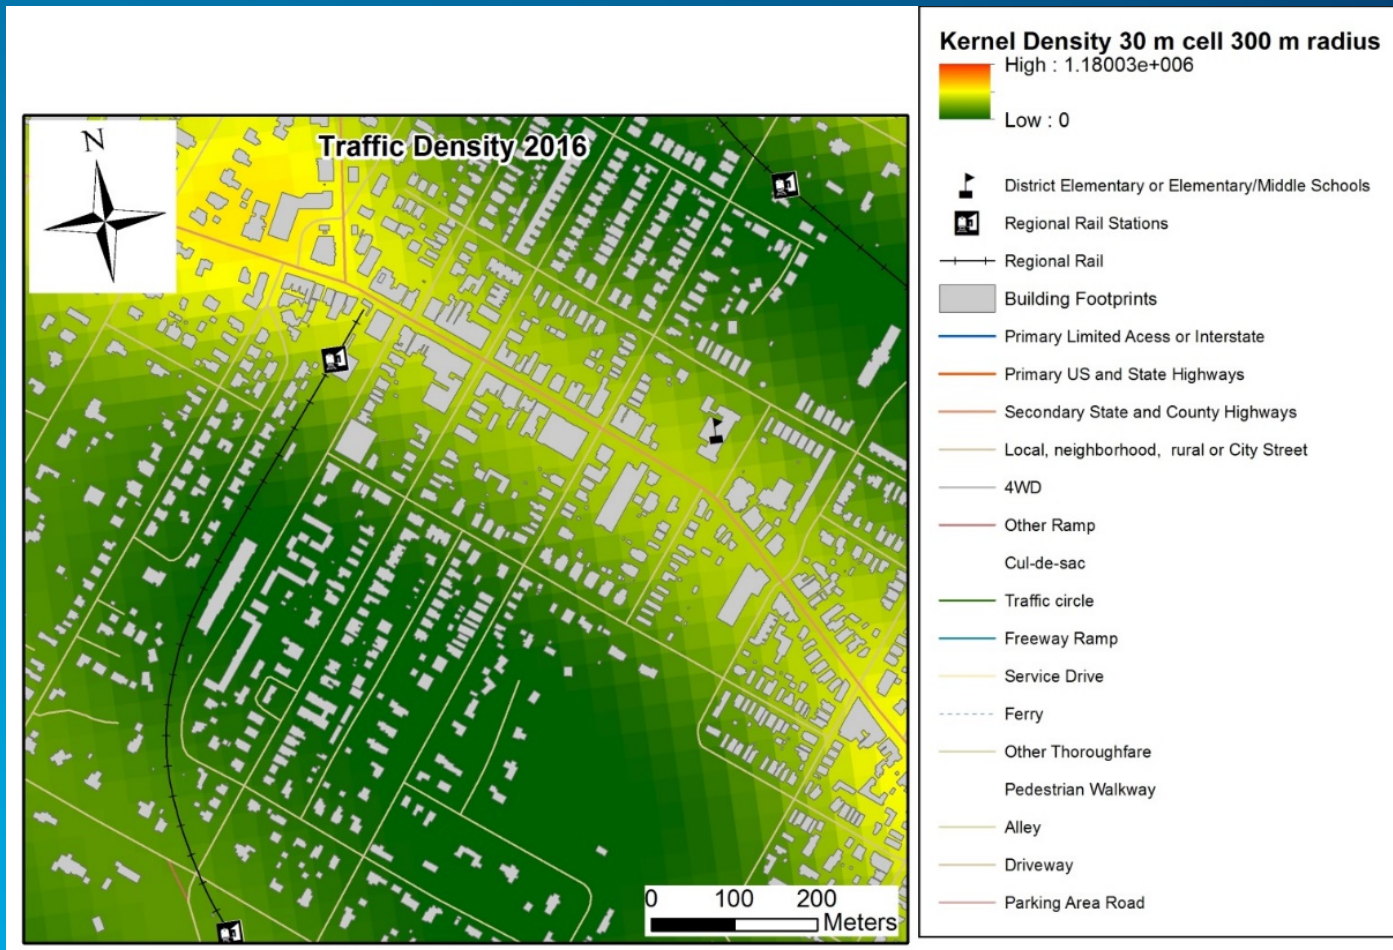 Kernel Density 30 m cell 300 m radius
High : 1.18003e+006
Low : 0
N
Traffic Density 2016
District Elementary or Elementary/Middle Schools
Regional Rail Stations
Regional Rail
Building Footprints
Primary Limited Acess or Interstate
Primary US and State Highways
Secondary State and County Highways
Local, neighborhood, rural or City Street
4WD
Other Ramp
Cul-de-sac
Traffic circle
Freeway Ramp
Service Drive
Ferry
Other Thoroughfare
Pedestrian Walkway
Alley
Driveway
Parking Area Road
0 100 200
Meters